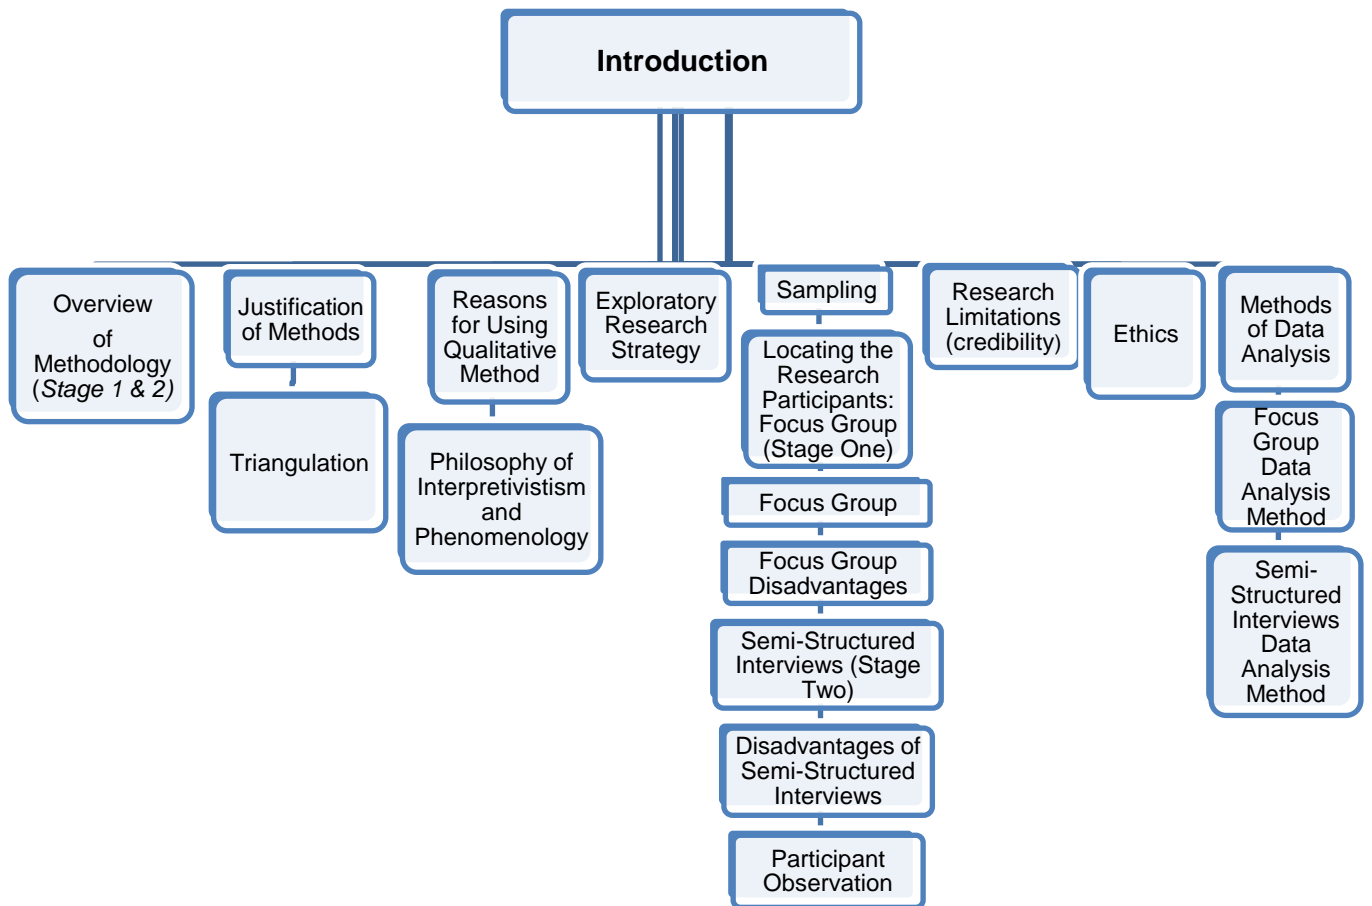 Introduction
Overview
of
Methodology
(Stage 1 & 2)
Justification
of Methods
Triangulation
Reasons
for Using
Qualitative
Method
Philosophy of
Interpretivistism
and
Phenomenology
Exploratory
Research
Strategy
Sampling
Locating the
Research
Participants:
Focus Group
(Stage One)
Focus Group
Focus Group
Disadvantages
Semi-Structured
Interviews (Stage
Two)
Disadvantages of
Semi-Structured
Interviews
Participant
Observation
Research
Limitations
(credibility)
Ethics
Methods
of Data
Analysis
Focus
Group
Data
Analysis
Method
Semi-
Structured
Interviews
Data
Analysis
Method